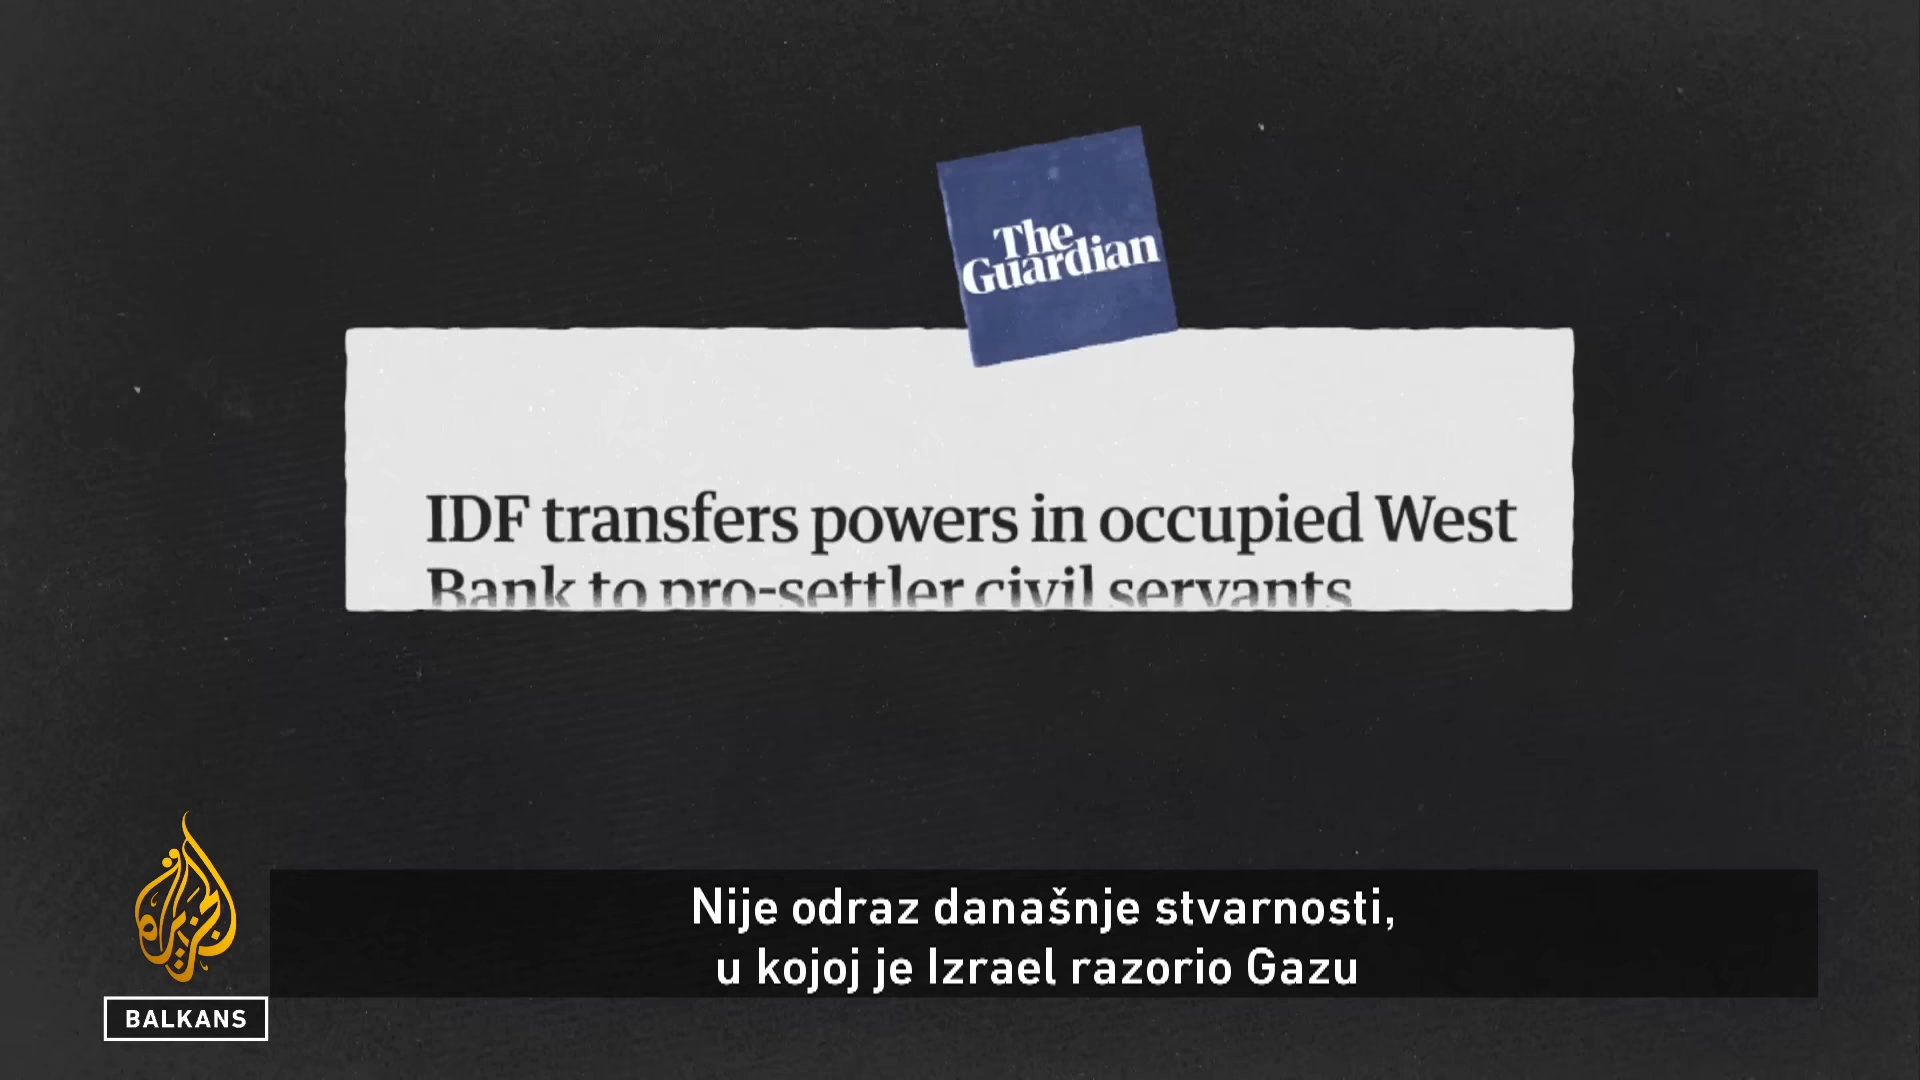 The
Guardian
IDF transfers powers in occupied West
Bank to pro-settler civil servants
Nije odraz današnje stvarnosti,
u kojoj je Izrael razorio Gazu
الجزيرة
BALKANS